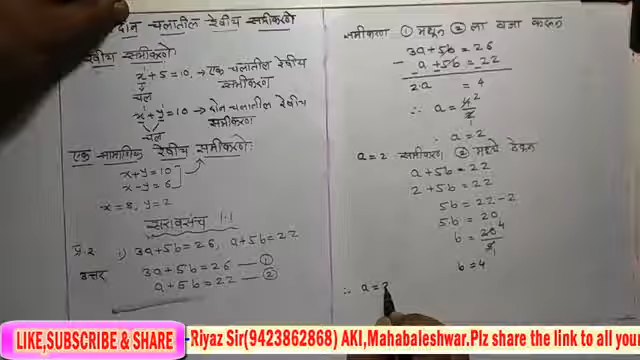 दोन चलातील रेषीय समीकरणे
रेषीय समीकरणे:
x + 5 = 10, → एक चलातील रेषीय
समीकरण
चल
x + y = 10 → दोन चलातील रेषीय
समीकरण
चल
एक सामाईक रेषीय समीकरणे:
x + y = 10
x - y = 6
x = 8, y = 2
सरावसंच 1.1
प्र.2 i) 3a + 5b = 26, a + 5b = 22
उत्तर 3a + 5b = 26 — ①
a + 5b = 22 — ②
समीकरण ① मधून ② ला वजा करून
3a + 5b = 26
- a + 5b = 22
2a = 4
∴ a = 4/2
∴ a = 2
a = 2 समीकरण ② मध्ये ठेवून
a + 5b = 22
2 + 5b = 22
5b = 22 - 2
5b = 20
b = 20/5
b = 4
∴ a = 2
LIKE,SUBSCRIBE & SHARE -Riyaz Sir(9423862868) AKI,Mahabaleshwar.Plz share the link to all you